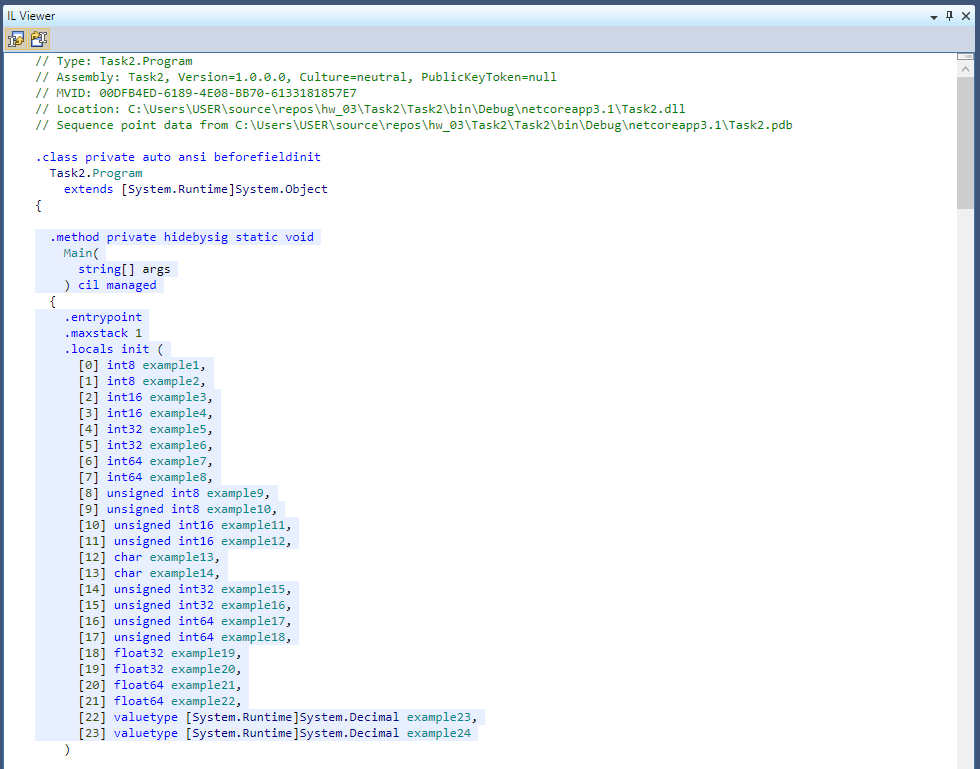 IL Viewer
// Type: Task2.Program
// Assembly: Task2, Version=1.0.0.0, Culture=neutral, PublicKeyToken=null
// MVID: 00DFB4ED-6189-4E08-BB70-6133181857E7
// Location: C:\Users\USER\source\repos\hw_03\Task2\Task2\bin\Debug\netcoreapp3.1\Task2.dll
// Sequence point data from C:\Users\USER\source\repos\hw_03\Task2\Task2\bin\Debug\netcoreapp3.1\Task2.pdb
.class private auto ansi beforefieldinit
Task2.Program
extends [System.Runtime]System.Object
{
.method private hidebysig static void
Main(
string[] args
) cil managed
{
.entrypoint
.maxstack 1
.locals init (
[0] int8 example1,
[1] int8 example2,
[2] int16 example3,
[3] int16 example4,
[4] int32 example5,
[5] int32 example6,
[6] int64 example7,
[7] int64 example8,
[8] unsigned int8 example9,
[9] unsigned int8 example10,
[10] unsigned int16 example11,
[11] unsigned int16 example12,
[12] char example13,
[13] char example14,
[14] unsigned int32 example15,
[15] unsigned int32 example16,
[16] unsigned int64 example17,
[17] unsigned int64 example18,
[18] float32 example19,
[19] float32 example20,
[20] float64 example21,
[21] float64 example22,
[22] valuetype [System.Runtime]System.Decimal example23,
[23] valuetype [System.Runtime]System.Decimal example24
)